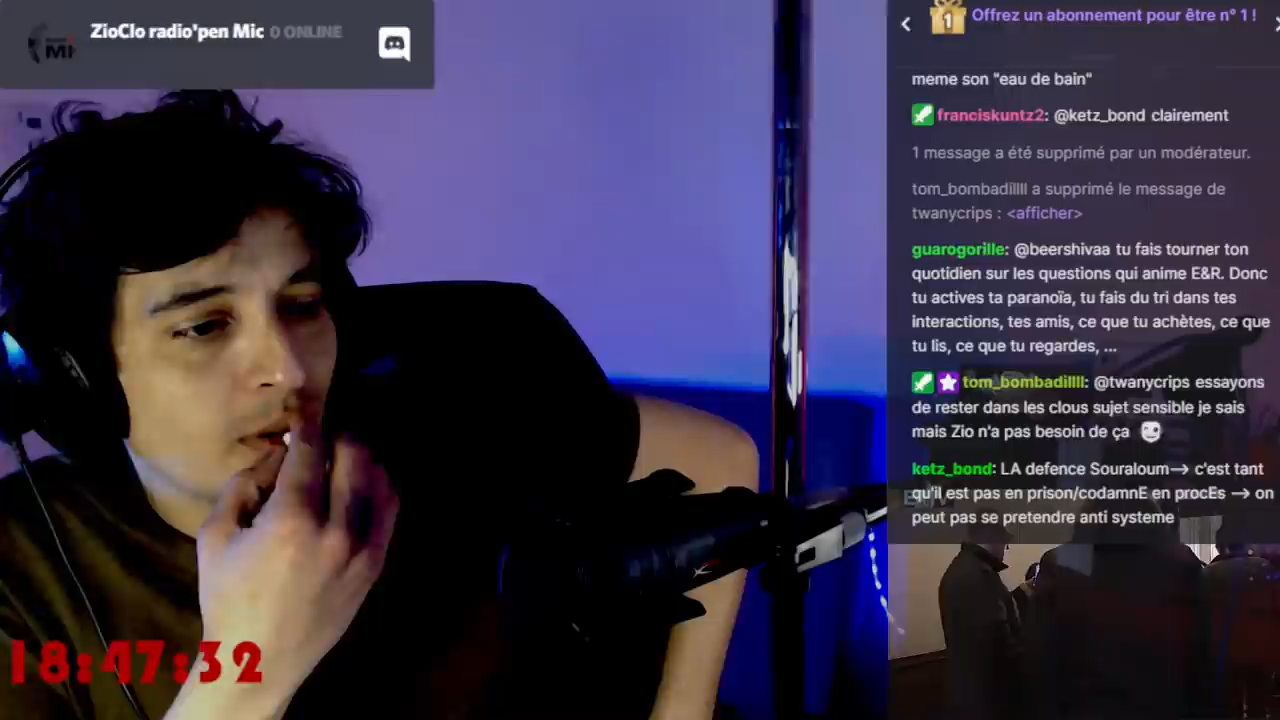 ZioClo radio'pen Mic 0 ONLINE
MI
1
Offrez un abonnement pour être n° 1 !
meme son "eau de bain"
franciskuntz2: @ketz_bond clairement
1 message a été supprimé par un modérateur.
tom_bombadillll a supprimé le message de
twanycrips : <afficher>
guarogorille: @beershivaa tu fais tourner ton
quotidien sur les questions qui anime E&R. Donc
tu actives ta paranoïa, tu fais du tri dans tes
interactions, tes amis, ce que tu achètes, ce que
tu lis, ce que tu regardes, ...
tom_bombadillll: @twanycrips essayons
de rester dans les clous sujet sensible je sais
mais Zio n'a pas besoin de ça
ketz_bond: LA defence Souraloum--> c'est tant
qu'il est pas en prison/codamnE en procEs --> on
peut pas se pretendre anti systeme
18:47:32